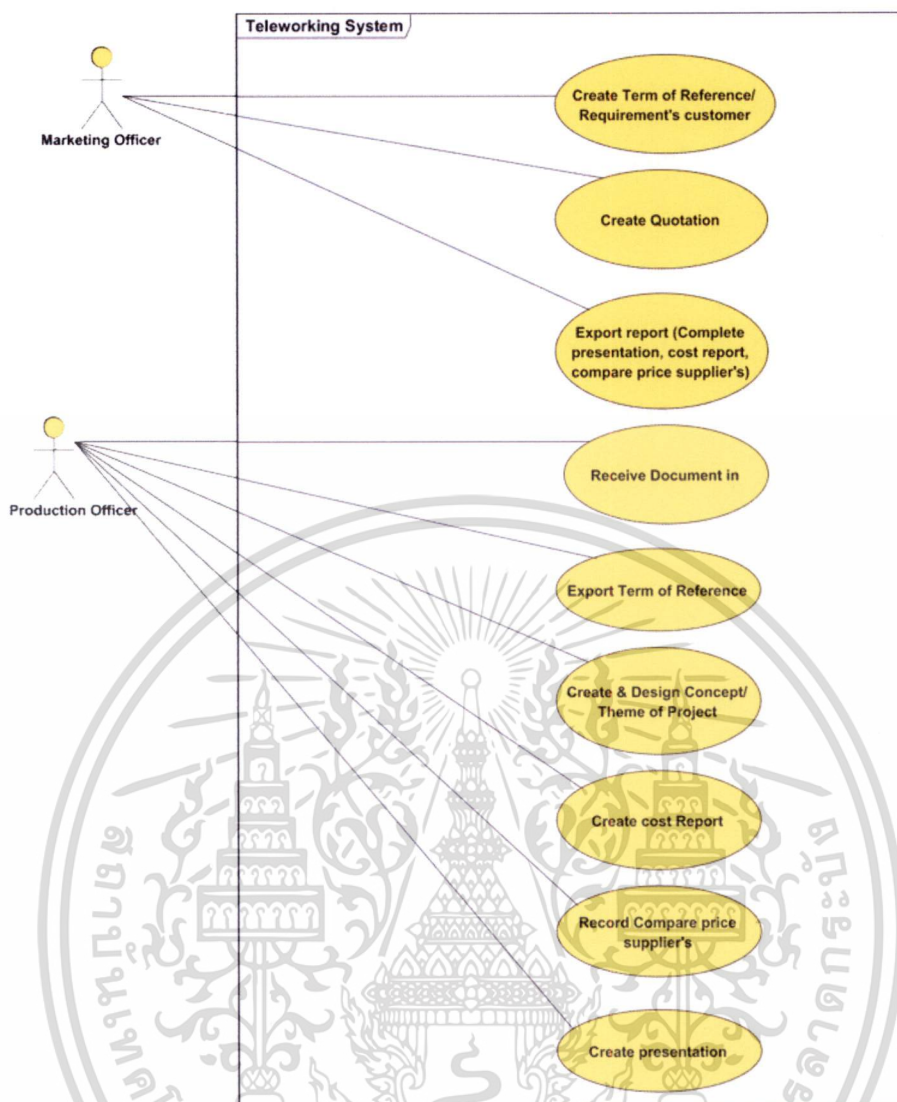 Teleworking System
Marketing Officer
Create Term of Reference/
Requirement's customer
Create Quotation
Export report (Complete
presentation, cost report,
compare price supplier's)
Production Officer
Receive Document in
Export Term of Reference
Create & Design Concept/
Theme of Project
Create cost Report
Record Compare price
supplier's
Create presentation